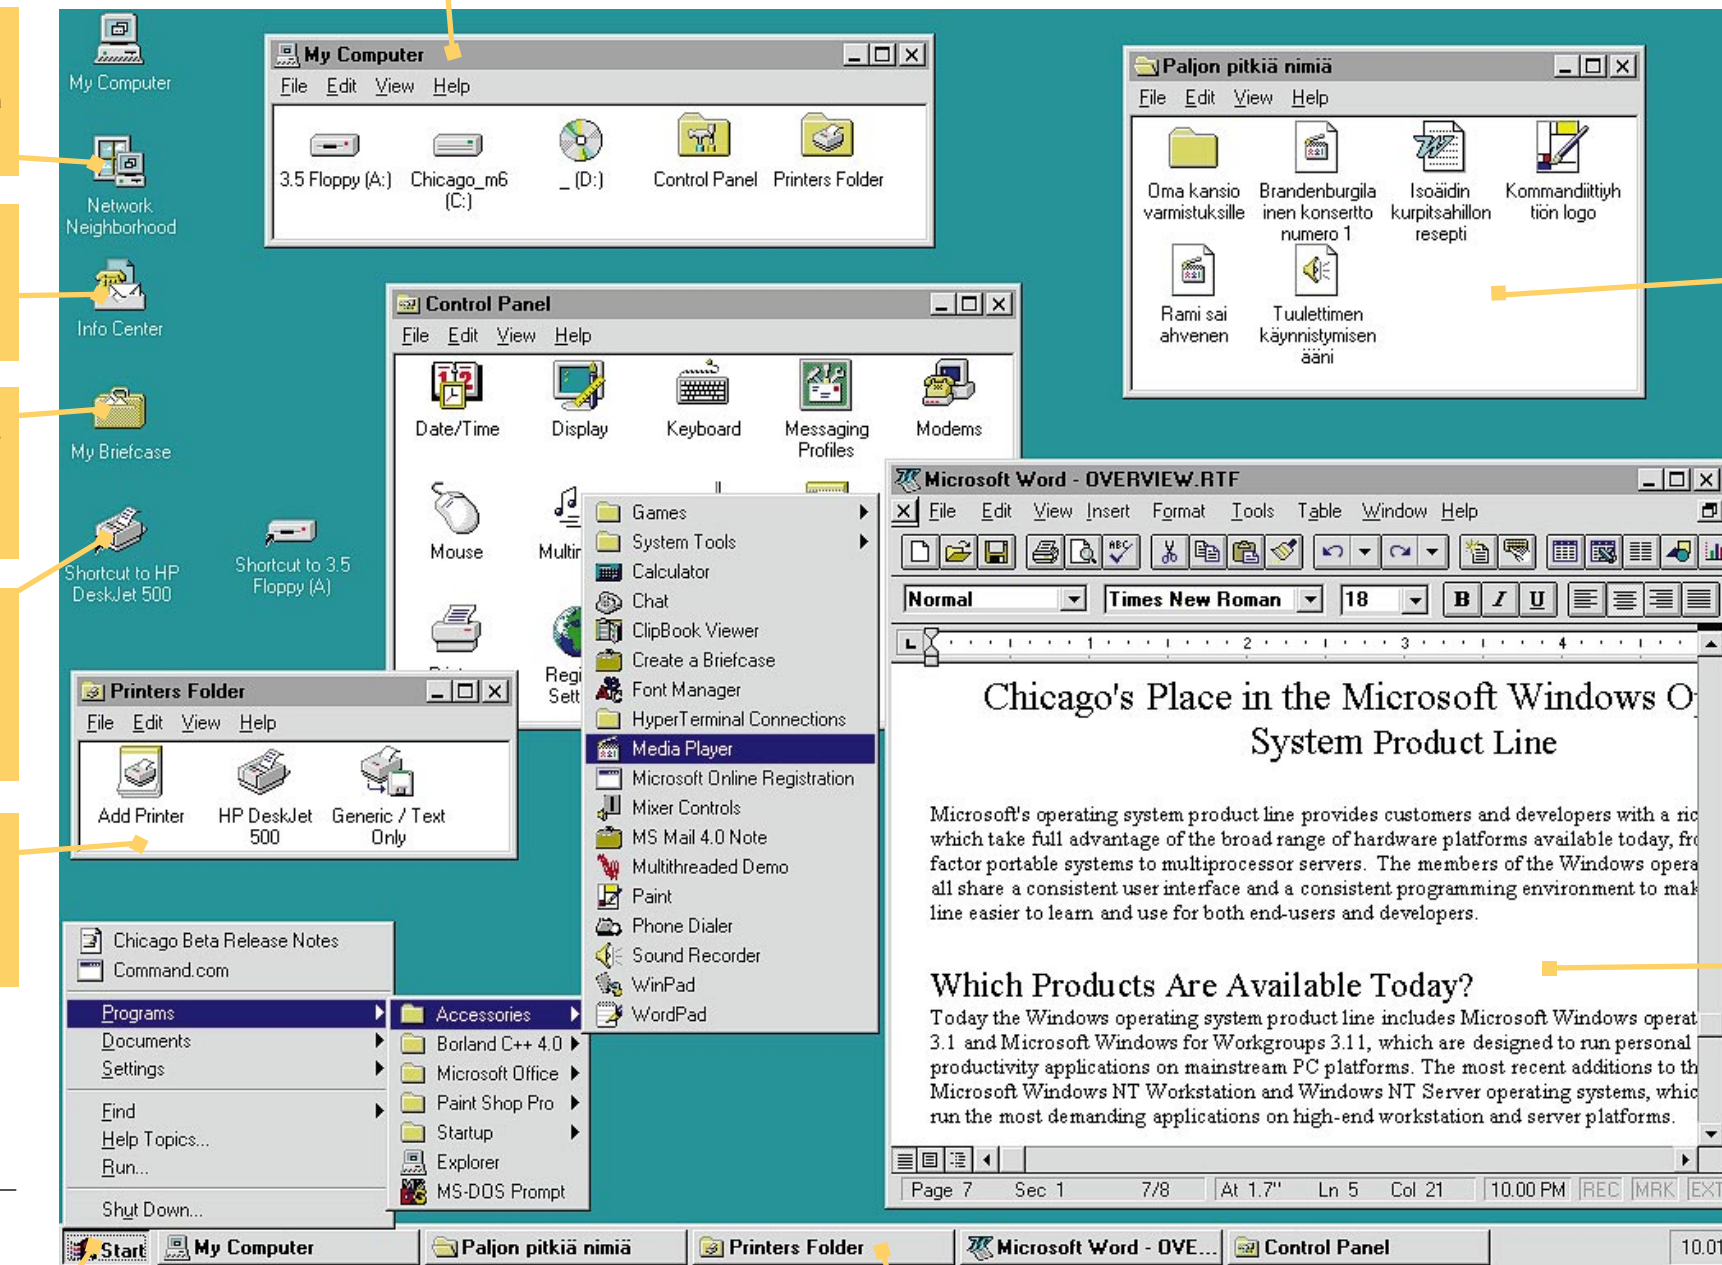 My Computer
Network
Neighborhood
Info Center
My Briefcase
Shortcut to HP
DeskJet 500
Shortcut to 3.5
Floppy (A)
My Computer
File Edit View Help
3.5 Floppy (A:)
Chicago_m6
(C:)
_ (D:)
Control Panel
Printers Folder
Paljon pitkiä nimiä
File Edit View Help
Oma kansio
varmistuksille
Brandenburgila
inen konsertto
numero 1
Isoäidin
kurpitsahillon
resepti
Kommandiittiyh
tiön logo
Rami sai
ahvenen
Tuulettimen
käynnistymisen
ääni
Control Panel
File Edit View Help
Date/Time
Display
Keyboard
Messaging
Profiles
Modems
Mouse
Multin
Regi
Sett
Printers Folder
File Edit View Help
Add Printer
HP DeskJet
500
Generic / Text
Only
Chicago Beta Release Notes
Command.com
Programs
Documents
Settings
Find
Help Topics...
Run...
Shut Down...
Accessories
Borland C++ 4.0
Microsoft Office
Paint Shop Pro
Startup
Explorer
MS-DOS Prompt
Games
System Tools
Calculator
Chat
ClipBook Viewer
Create a Briefcase
Font Manager
HyperTerminal Connections
Media Player
Microsoft Online Registration
Mixer Controls
MS Mail 4.0 Note
Multithreaded Demo
Paint
Phone Dialer
Sound Recorder
WinPad
WordPad
Microsoft Word - OVERVIEW.RTF
File Edit View Insert Format Tools Table Window Help
Normal Times New Roman 18 B I U
1 2 3 4
Chicago's Place in the Microsoft Windows O
System Product Line
Microsoft's operating system product line provides customers and developers with a ric
which take full advantage of the broad range of hardware platforms available today, fro
factor portable systems to multiprocessor servers. The members of the Windows opera
all share a consistent user interface and a consistent programming environment to mak
line easier to learn and use for both end-users and developers.
Which Products Are Available Today?
Today the Windows operating system product line includes Microsoft Windows operat
3.1 and Microsoft Windows for Workgroups 3.11, which are designed to run personal
productivity applications on mainstream PC platforms. The most recent additions to th
Microsoft Windows NT Workstation and Windows NT Server operating systems, whic
run the most demanding applications on high-end workstation and server platforms.
Page 7 Sec 1 7/8 At 1.7" Ln 5 Col 21 10.00 PM REC MRK EXT
Start
My Computer
Paljon pitkiä nimiä
Printers Folder
Microsoft Word - OVE...
Control Panel
10.01